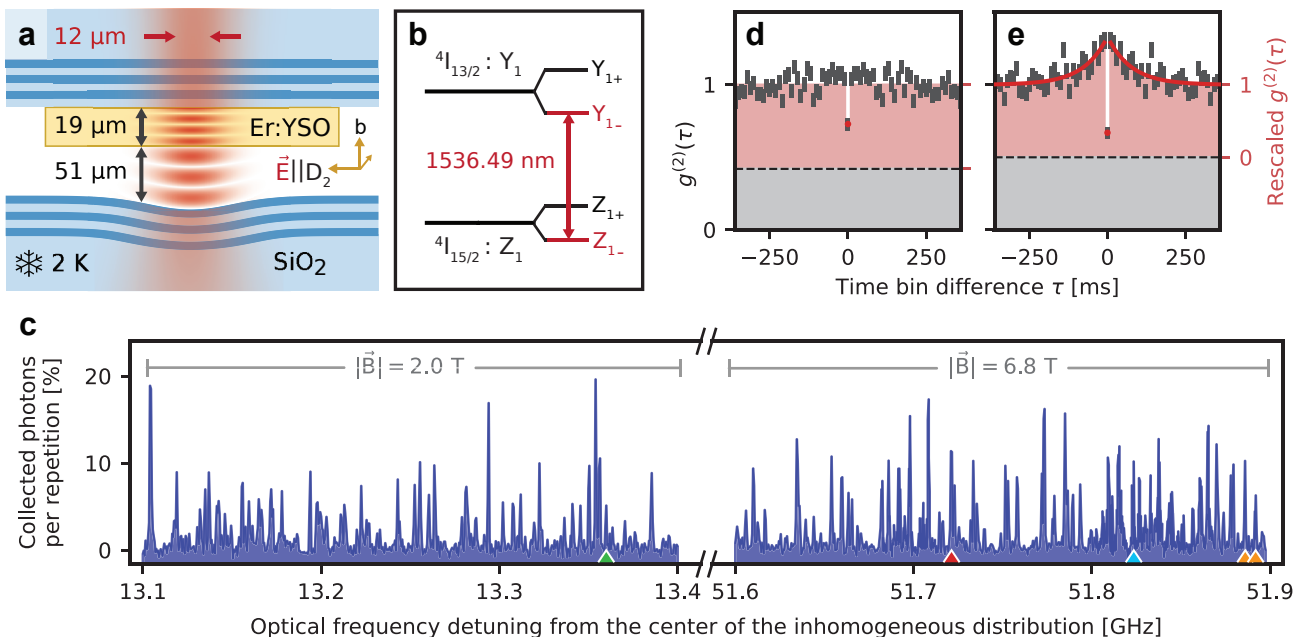 a
12 μm
19 μm
Er:YSO
51 μm
b
E⃗||D₂
2 K
SiO₂
b
⁴I₁₃/₂: Y₁
Y₁₊
Y₁₋
1536.49 nm
Z₁₊
⁴I₁₅/₂: Z₁
Z₁₋
d
e
1
0
g⁽²⁾(τ)
−250
0
250
−250
0
250
Time bin difference τ [ms]
1
0
Rescaled g⁽²⁾(τ)
c
Collected photons
per repetition [%]
20
10
0
|B⃗| = 2.0 T
|B⃗| = 6.8 T
13.1
13.2
13.3
13.4
51.6
51.7
51.8
51.9
Optical frequency detuning from the center of the inhomogeneous distribution [GHz]